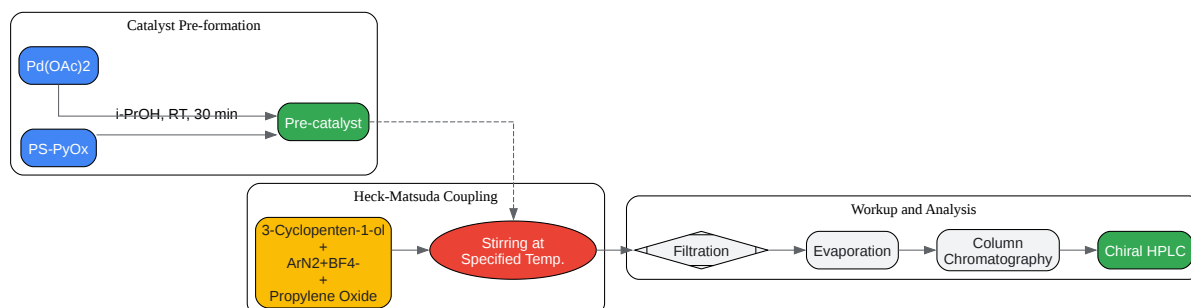 Catalyst Pre-formation
Pd(OAc)2
i-PrOH, RT, 30 min
Pre-catalyst
PS-PyOx
Heck-Matsuda Coupling
3-Cyclopenten-1-ol
+
ArN2+BF4-
+
Propylene Oxide
Stirring at
Specified Temp.
Workup and Analysis
Filtration
Evaporation
Column
Chromatography
Chiral HPLC